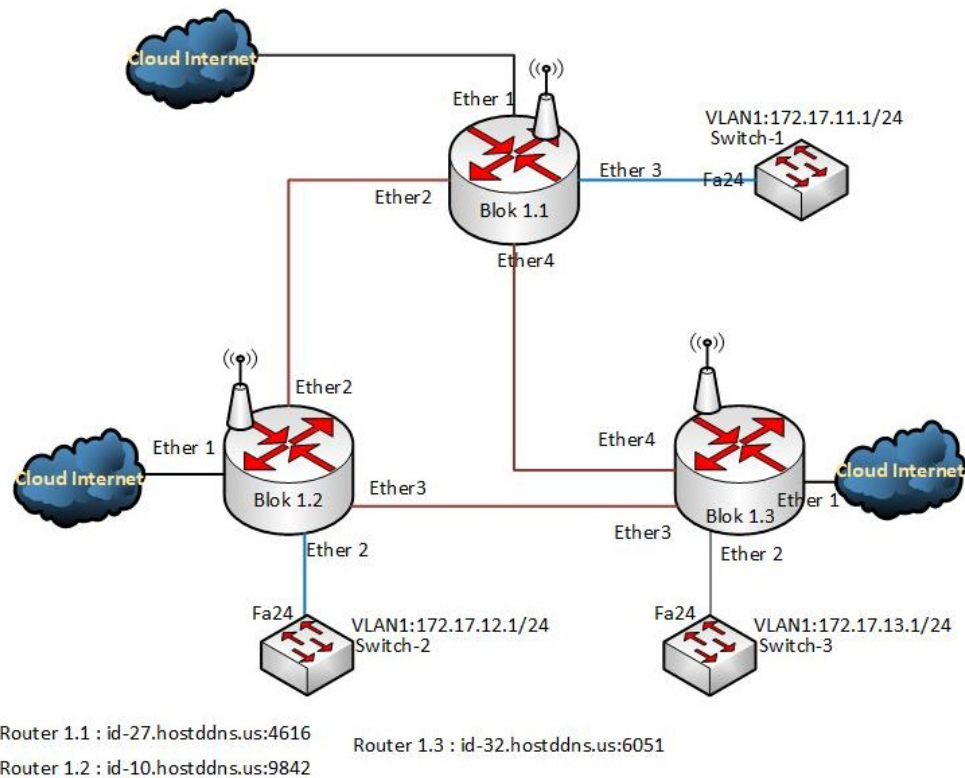 Cloud Internet
Ether 1
VLAN1:172.17.11.1/24
Switch-1
Ether 3
Fa24
Ether2
Blok 1.1
Ether4
Ether2
Ether 1
Cloud Internet
Ether4
Cloud Internet
Ether3
Blok 1.2
Ether 1
Blok 1.3
Ether3
Ether 2
Ether 2
Fa24
VLAN1:172.17.12.1/24
Switch-2
Fa24
VLAN1:172.17.13.1/24
Switch-3
Router 1.1 : id-27.hostddns.us:4616
Router 1.3 : id-32.hostddns.us:6051
Router 1.2 : id-10.hostddns.us:9842